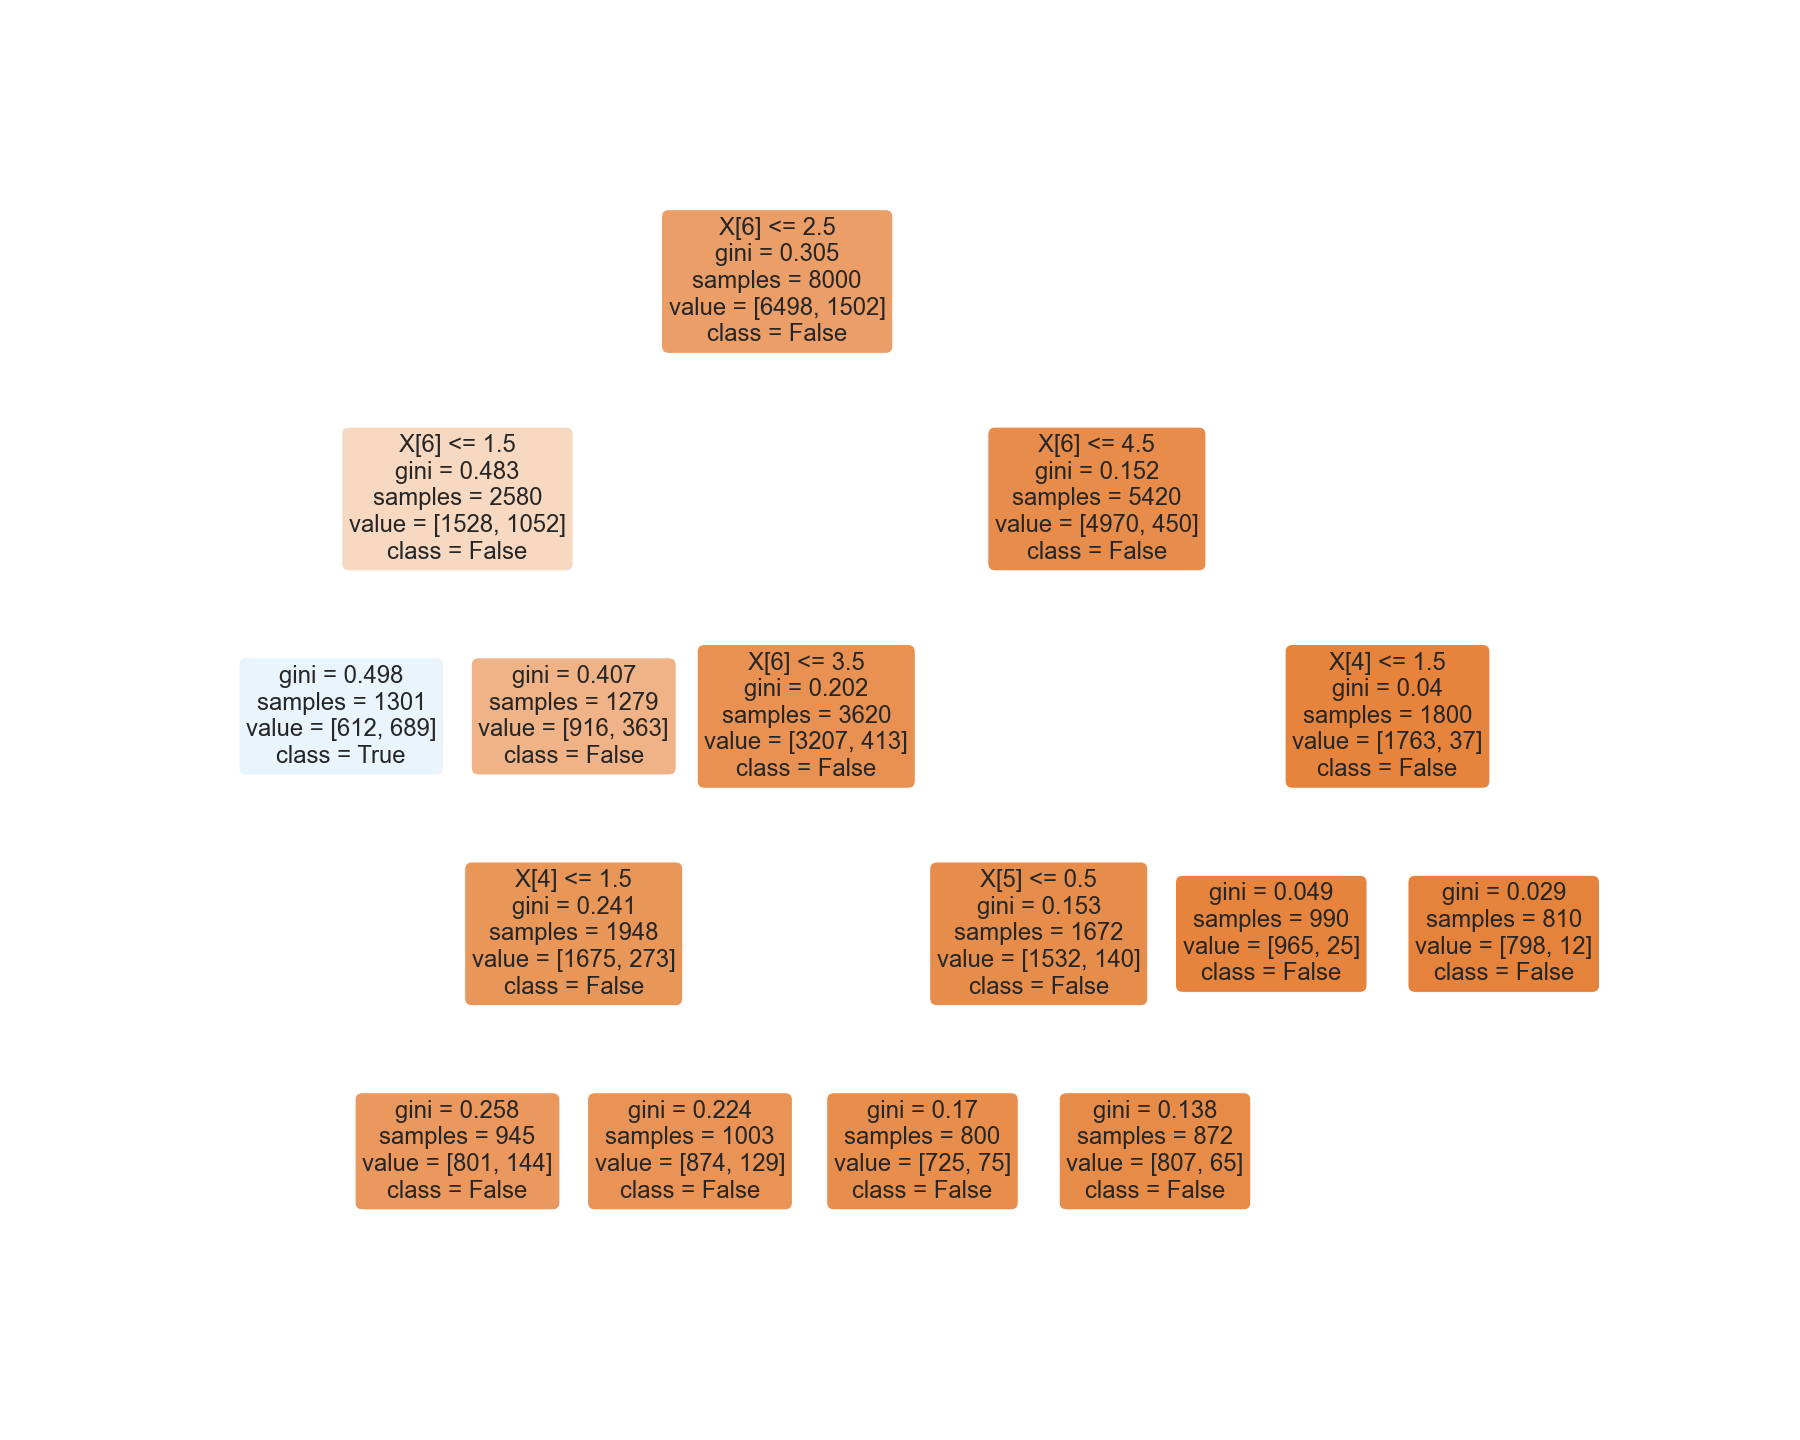 X[6] <= 2.5
gini = 0.305
samples = 8000
value = [6498, 1502]
class = False
X[6] <= 1.5
gini = 0.483
samples = 2580
value = [1528, 1052]
class = False
X[6] <= 4.5
gini = 0.152
samples = 5420
value = [4970, 450]
class = False
gini = 0.498
samples = 1301
value = [612, 689]
class = True
gini = 0.407
samples = 1279
value = [916, 363]
class = False
X[6] <= 3.5
gini = 0.202
samples = 3620
value = [3207, 413]
class = False
X[4] <= 1.5
gini = 0.04
samples = 1800
value = [1763, 37]
class = False
X[4] <= 1.5
gini = 0.241
samples = 1948
value = [1675, 273]
class = False
X[5] <= 0.5
gini = 0.153
samples = 1672
value = [1532, 140]
class = False
gini = 0.049
samples = 990
value = [965, 25]
class = False
gini = 0.029
samples = 810
value = [798, 12]
class = False
gini = 0.258
samples = 945
value = [801, 144]
class = False
gini = 0.224
samples = 1003
value = [874, 129]
class = False
gini = 0.17
samples = 800
value = [725, 75]
class = False
gini = 0.138
samples = 872
value = [807, 65]
class = False